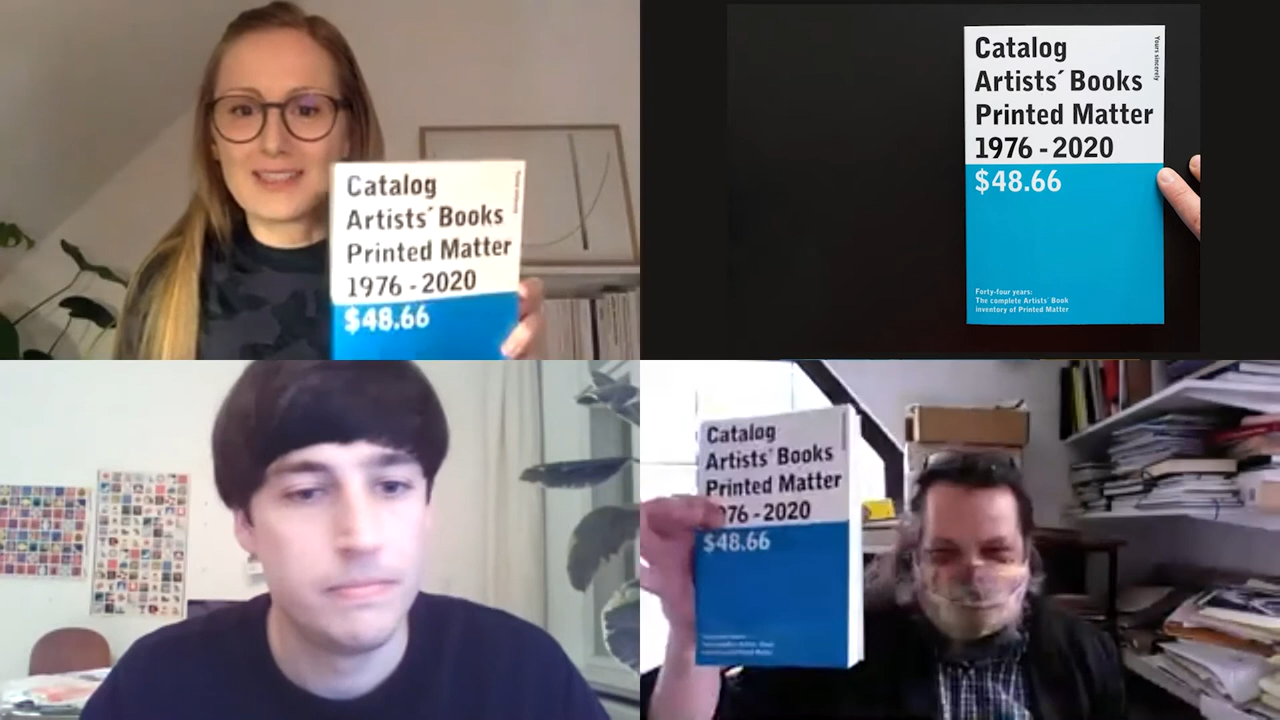 Catalog
Artists´ Books
Printed Matter
1976 - 2020
$48.66
Catalog
Artists´ Books
Printed Matter
1976 - 2020
Yours sincerely
$48.66
Forty-four years:
The complete Artists´ Book
inventory of Printed Matter
Catalog
Artists´ Books
Printed Matter
76 - 2020
$48.66